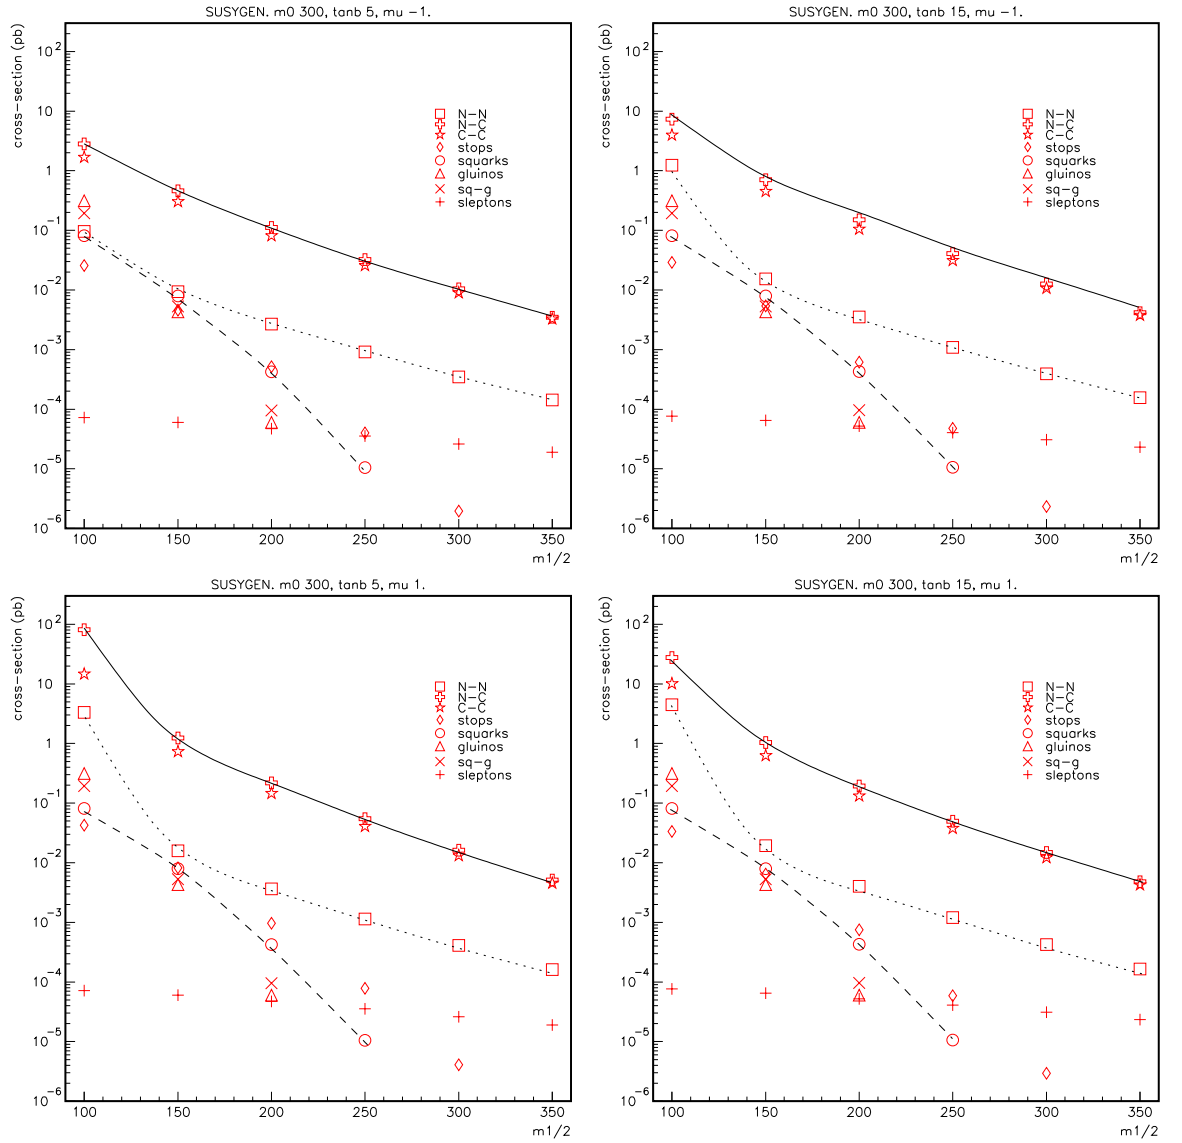 SUSYGEN. m0 300, tanb 5, mu −1.
cross−section (pb)
10^2
10
1
10^-1
10^-2
10^-3
10^-4
10^-5
10^-6
N−N
N−C
C−C
stops
squarks
gluinos
sq−g
sleptons
100 150 200 250 300 350
m1/2
SUSYGEN. m0 300, tanb 15, mu −1.
cross−section (pb)
10^2
10
1
10^-1
10^-2
10^-3
10^-4
10^-5
10^-6
N−N
N−C
C−C
stops
squarks
gluinos
sq−g
sleptons
100 150 200 250 300 350
m1/2
SUSYGEN. m0 300, tanb 5, mu 1.
cross−section (pb)
10^2
10
1
10^-1
10^-2
10^-3
10^-4
10^-5
10^-6
N−N
N−C
C−C
stops
squarks
gluinos
sq−g
sleptons
100 150 200 250 300 350
m1/2
SUSYGEN. m0 300, tanb 15, mu 1.
cross−section (pb)
10^2
10
1
10^-1
10^-2
10^-3
10^-4
10^-5
10^-6
N−N
N−C
C−C
stops
squarks
gluinos
sq−g
sleptons
100 150 200 250 300 350
m1/2